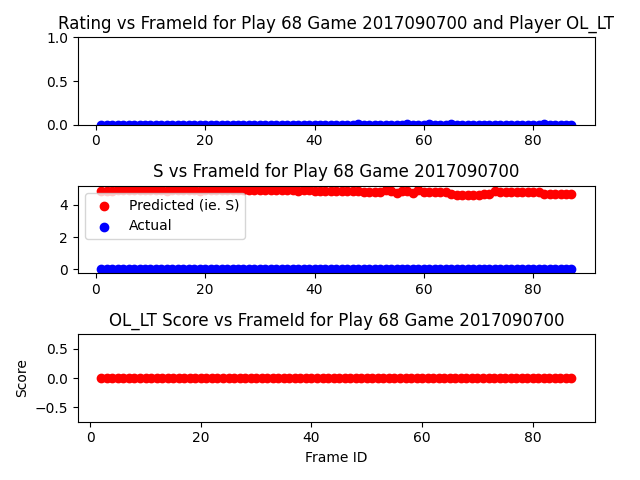 Rating vs FrameId for Play 68 Game 2017090700 and Player OL_LT
1.0
0.5
0.0
0 20 40 60 80
S vs FrameId for Play 68 Game 2017090700
4
2
0
Predicted (ie. S)
Actual
0 20 40 60 80
OL_LT Score vs FrameId for Play 68 Game 2017090700
Score
0.5
0.0
−0.5
0 20 40 60 80
Frame ID